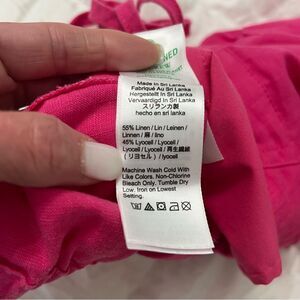 NED
Made In Sri Lanka
Fabriqué Au Sri Lanka
Hergestellt In Sri Lanka
Vervaardigd In Sri Lanka
スリランカ製
hecho en sri lanka
55% Linen / Lin / Leinen /
Linnen / 麻 / lino
45% Lyocell / Lyocell /
Lyocell / Lyocell / 再生繊維
(リヨセル) / lyocell
Machine Wash Cold With
Like Colors. Non-Chlorine
Bleach Only. Tumble Dry
Low. Iron on Lowest
Setting.